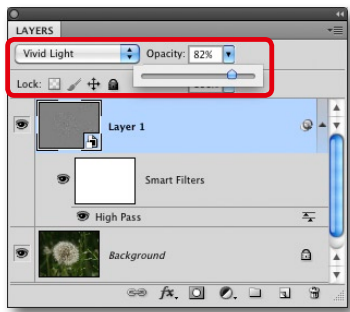 LAYERS
Vivid Light Opacity: 82%
Lock:
Layer 1
Smart Filters
High Pass
Background
fx.